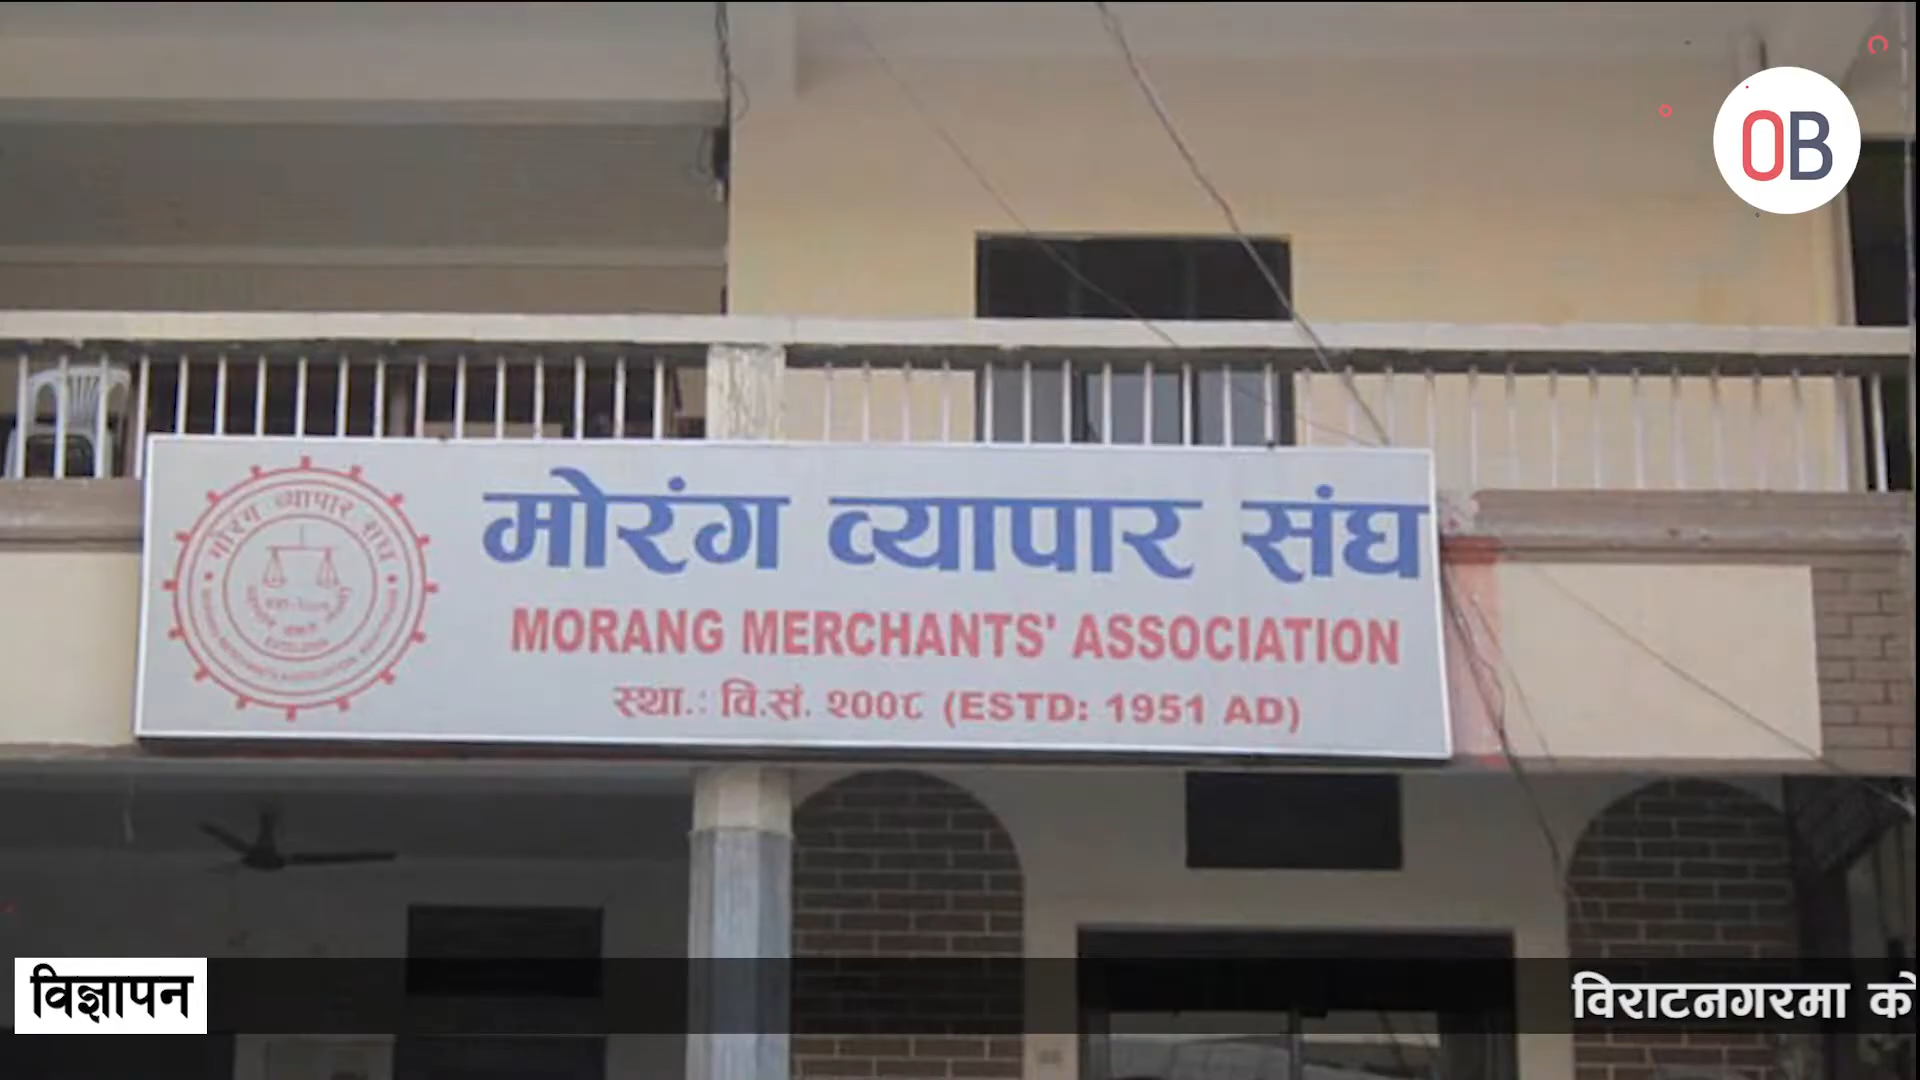 OB
मोरंग व्यापार संघ
मोरंग व्यापार संघ
MORANG MERCHANTS' ASSOCIATION
स्था.: वि.सं. २००८ (ESTD: 1951 AD)
विज्ञापन
विराटनगरमा